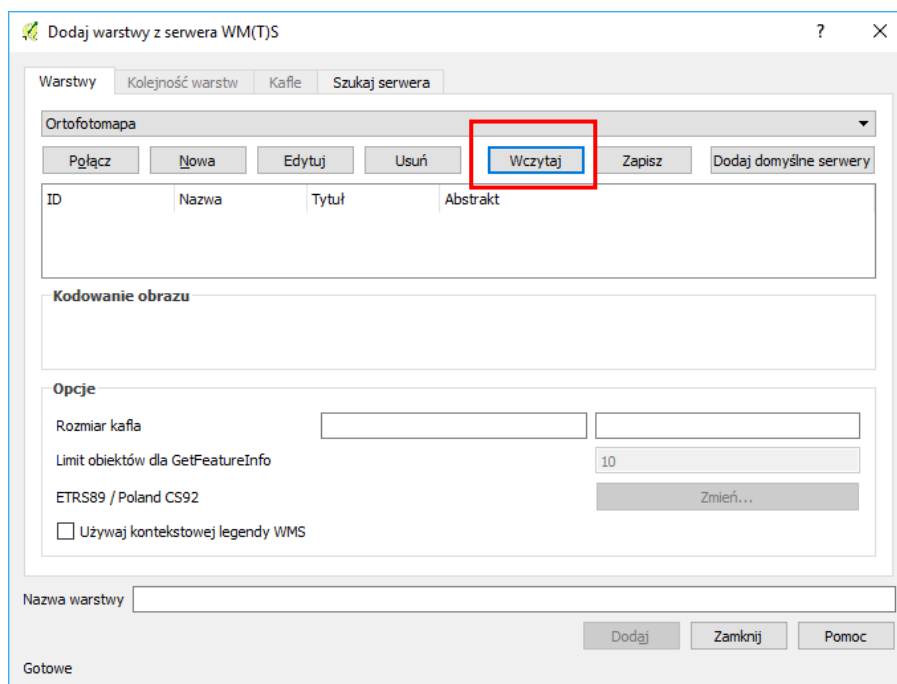 Dodaj warstwy z serwera WM(T)S ?
Warstwy Kolejność warstw Kafle Szukaj serwera
Ortofotomapa
Połącz Nowa Edytuj Usuń Wczytaj Zapisz Dodaj domyślne serwery
ID Nazwa Tytuł Abstrakt
Kodowanie obrazu
Opcje
Rozmiar kafla
Limit obiektów dla GetFeatureInfo 10
ETRS89 / Poland CS92 Zmień...
Używaj kontekstowej legendy WMS
Nazwa warstwy
Dodaj Zamknij Pomoc
Gotowe